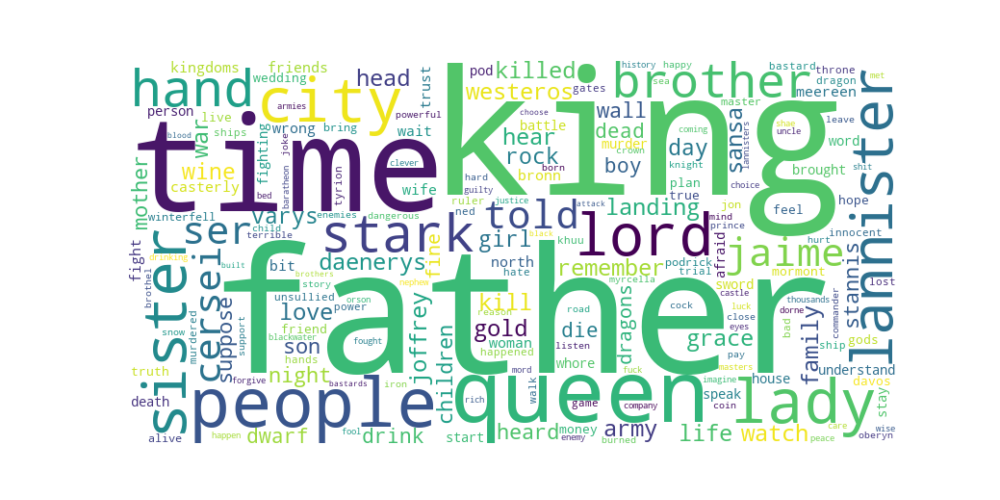 kingdoms
friends
hand
city
head
wedding
person
live
armies
powerful
ships
wrong
bring
wait
trust
time
blood
joke
clever
fighting
war
wine
casterly
bed
baratheon
tyrion
wife
mother
winterfell
varys
enemies
dangerous
child
terrible
ser
stark
fight
drinking
bit
daenerys
fine
brothel
built
brothers
story
unsullied
power
orson
nephew
sister
cersei
suppose
love
snow
murdered
support
friend
blackwater
fought
joffrey
son
hands
truth
night
forgive
bastards
iron
children
death
people
alive
happen
dwarf
fool
drink
king
pod
killed
westeros
gates
history
happy
sea
brother
bastard
throne
dragon
met
meereen
master
wall
choose
battle
hear
dead
coming
sansa
lannisters
shae
uncle
leave
word
crown
murder
rock
born
bronn
boy
day
knight
hard
guilty
plan
true
choice
brought
shit
lannister
ruler
justice
attack
landing
jon
mind
prince
feel
hope
ned
told
lord
girl
khuu
black
afraid
hurt
innocent
north
hate
remember
podrick
trial
jaime
myrcella
sword
mormont
stannis
lost
father
kill
reason
road
cock
castle
luck
thousands
commander
dorne
close
eyes
bad
gold
happened
woman
listen
die
dragons
grace
pay
ship
gods
whore
mord
fuck
masters
imagine
house
family
understand
davos
queen
rich
walk
game
company
speak
coin
lady
stay
heard
money
enemy
burned
army
life
watch
peace
care
wise
oberyn
start